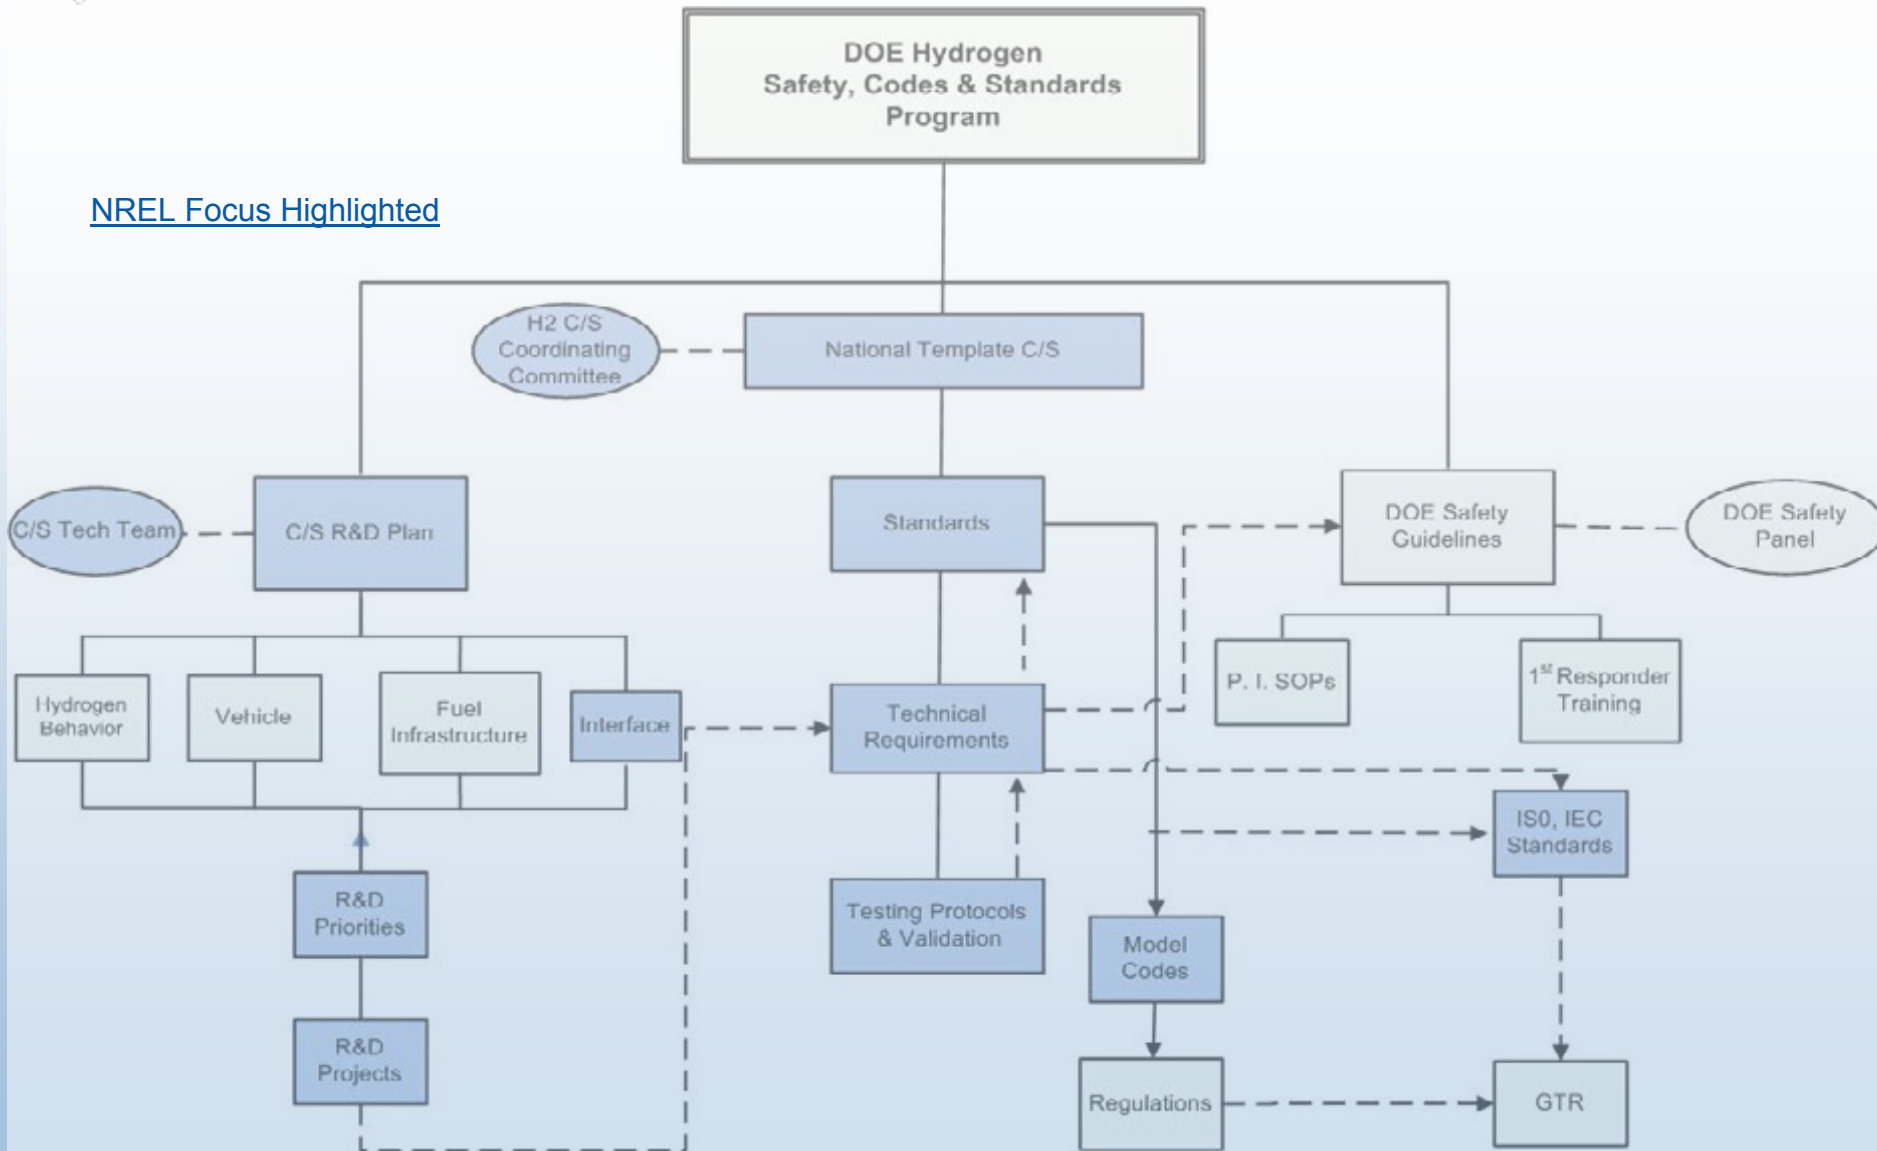 DOE Hydrogen
Safety, Codes & Standards
Program
NREL Focus Highlighted
H2 C/S
Coordinating
Committee
National Template C/S
C/S Tech Team
C/S R&D Plan
Standards
DOE Safety
Guidelines
DOE Safety
Panel
Hydrogen
Behavior
Vehicle
Fuel
Infrastructure
Interface
Technical
Requirements
P. I. SOPs
1st Responder
Training
IS0, IEC
Standards
R&D
Priorities
Testing Protocols
& Validation
Model
Codes
R&D
Projects
Regulations
GTR